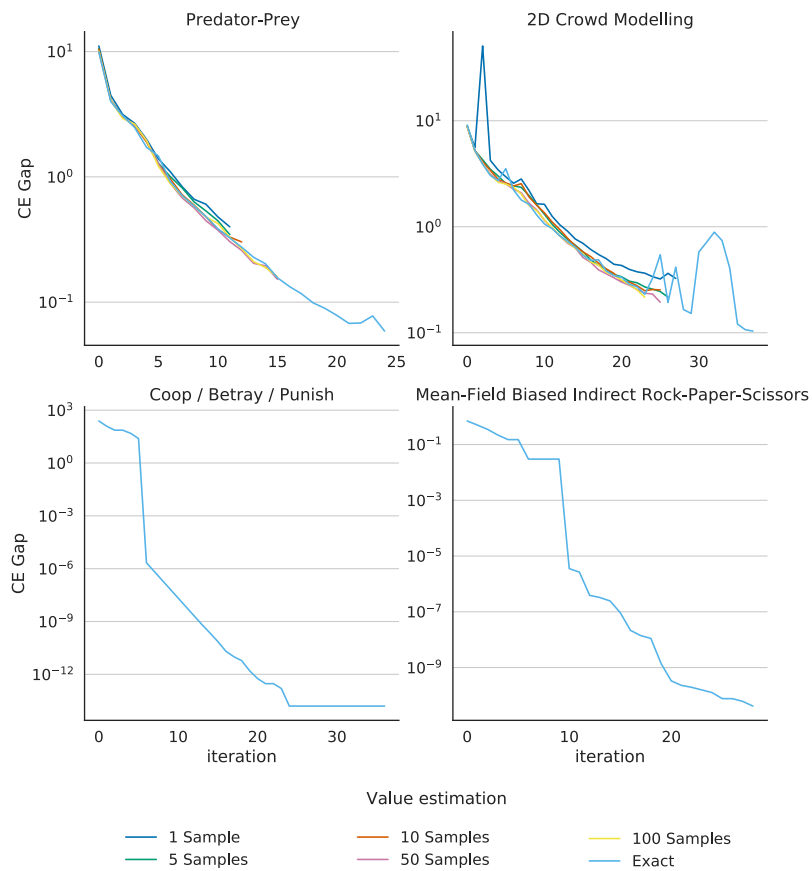 Predator-Prey
2D Crowd Modelling
CE Gap
10^1
10^0
10^-1
0 5 10 15 20 25
10^1
10^0
10^-1
0 10 20 30
Coop / Betray / Punish
Mean-Field Biased Indirect Rock-Paper-Scissors
CE Gap
10^3
10^0
10^-3
10^-6
10^-9
10^-12
0 10 20 30
iteration
10^-1
10^-3
10^-5
10^-7
10^-9
0 10 20
iteration
Value estimation
1 Sample 10 Samples 100 Samples
5 Samples 50 Samples Exact